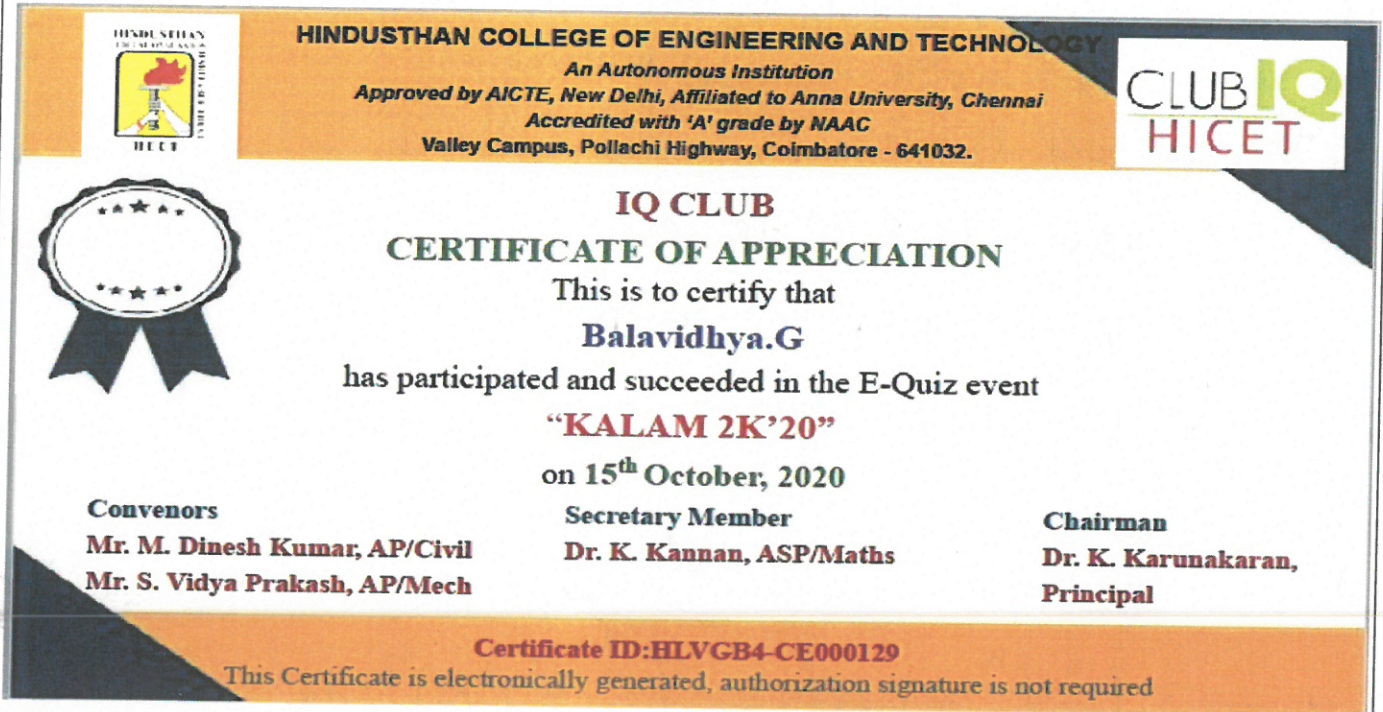 HINDUSTHAN
HECT
HINDUSTHAN COLLEGE OF ENGINEERING AND TECHNOLOGY
An Autonomous Institution
Approved by AICTE, New Delhi, Affiliated to Anna University, Chennai
Accredited with ‘A’ grade by NAAC
Valley Campus, Pollachi Highway, Coimbatore - 641032.
CLUB IQ
HICET
IQ CLUB
CERTIFICATE OF APPRECIATION
This is to certify that
Balavidhya.G
has participated and succeeded in the E-Quiz event
“KALAM 2K’20”
on 15th October, 2020
Convenors
Mr. M. Dinesh Kumar, AP/Civil
Mr. S. Vidya Prakash, AP/Mech
Secretary Member
Dr. K. Kannan, ASP/Maths
Chairman
Dr. K. Karunakaran,
Principal
Certificate ID:HLVGB4-CE000129
This Certificate is electronically generated, authorization signature is not required